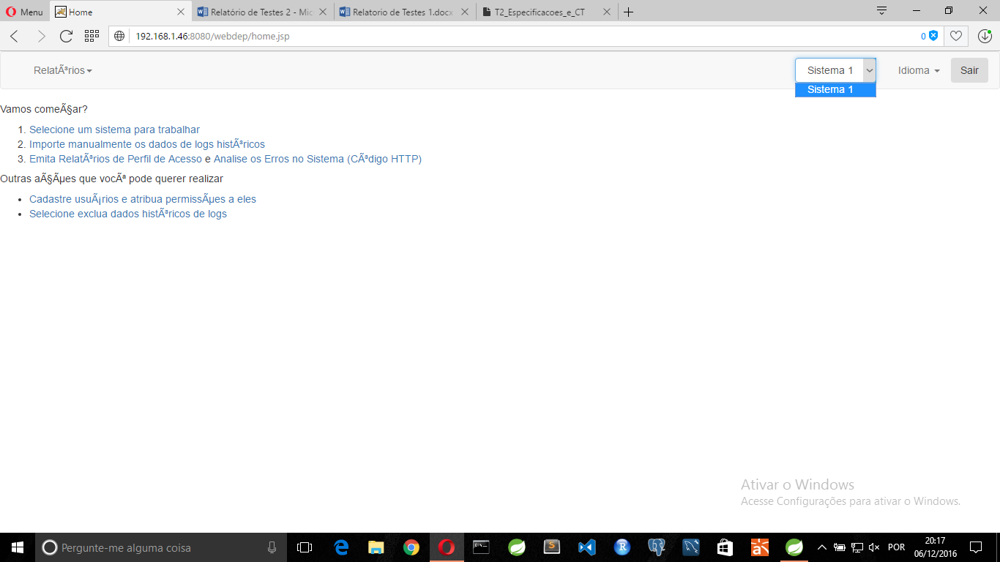 Menu Home Relatório de Testes 2 - Mic Relatorio de Testes 1.docx T2_Especificacoes_e_CT
192.168.1.46:8080/webdep/home.jsp 0
RelatÃ³rios Sistema 1 Idioma Sair
Sistema 1
Vamos comeÃ§ar?
1. Selecione um sistema para trabalhar
2. Importe manualmente os dados de logs histÃ³ricos
3. Emita RelatÃ³rios de Perfil de Acesso e Analise os Erros no Sistema (CÃ³digo HTTP)
Outras aÃ§Ãµes que vocÃª pode querer realizar
• Cadastre usuÃ¡rios e atribua permissÃµes a eles
• Selecione exclua dados histÃ³ricos de logs
Ativar o Windows
Acesse Configurações para ativar o Windows.
Pergunte-me alguma coisa POR 20:17
06/12/2016